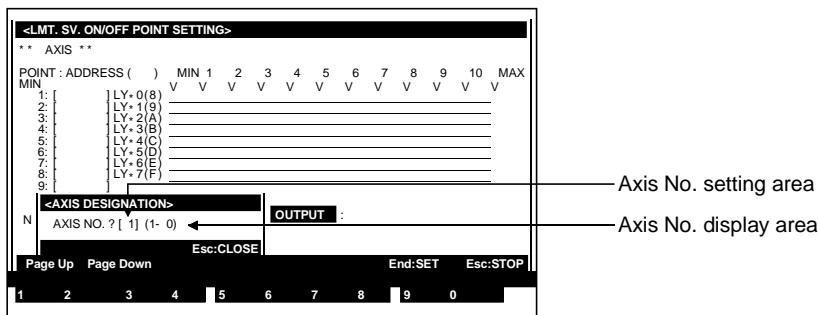 <LMT. SV. ON/OFF POINT SETTING>
* * AXIS * *
POINT : ADDRESS ( ) MIN 1 2 3 4 5 6 7 8 9 10 MAX
MIN V V V V V V V V V V V V
1: [ ] LY* 0(8)
2: [ ] LY* 1(9)
3: [ ] LY* 2(A)
4: [ ] LY* 3(B)
5: [ ] LY* 4(C)
6: [ ] LY* 5(D)
7: [ ] LY* 6(E)
8: [ ] LY* 7(F)
9: [ ]
<AXIS DESIGNATION>
Axis No. setting area
N AXIS NO. ? [ 1] (1- 0) OUTPUT :
Axis No. display area
Esc:CLOSE
Page Up Page Down End:SET Esc:STOP
1 2 3 4 5 6 7 8 9 0